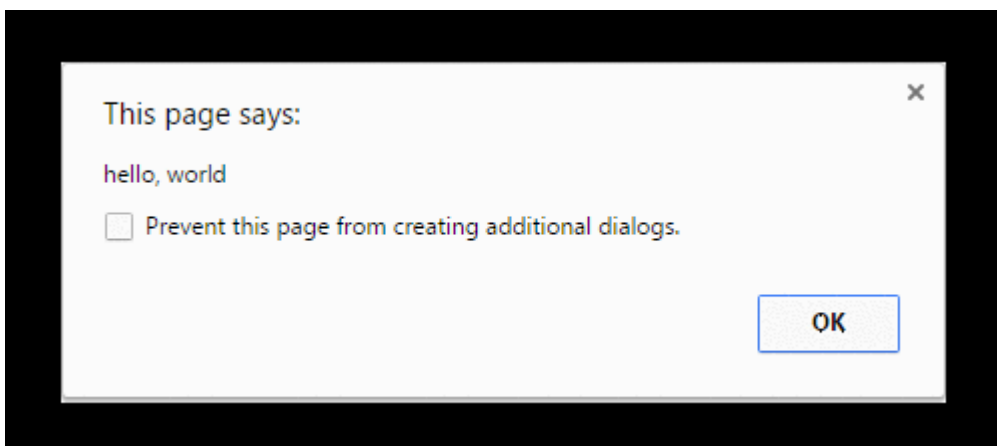 This page says:
hello, world
Prevent this page from creating additional dialogs.
OK